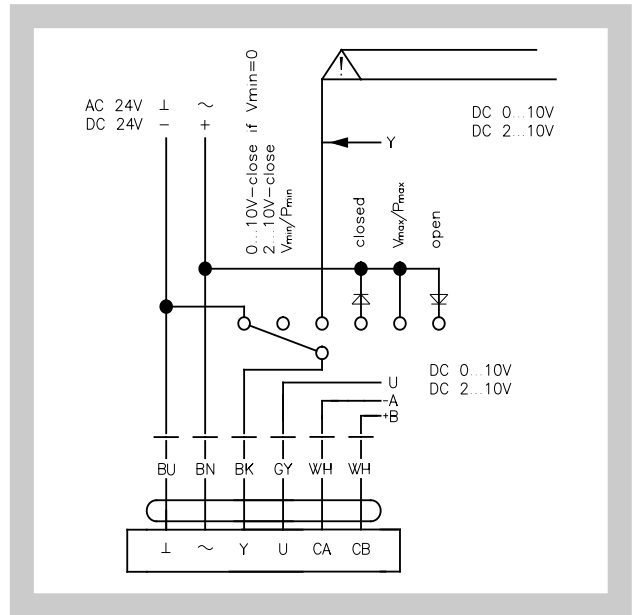 AC 24V ⊥ ~
DC 24V − +
0...10V-close if Vmin=0
2...10V-close
Vmin/Pmin
!
DC 0...10V
DC 2...10V
Y
closed
Vmax/Pmax
open
DC 0...10V
DC 2...10V
U
-A
+B
BU BN BK GY WH WH
⊥ ~ Y U CA CB